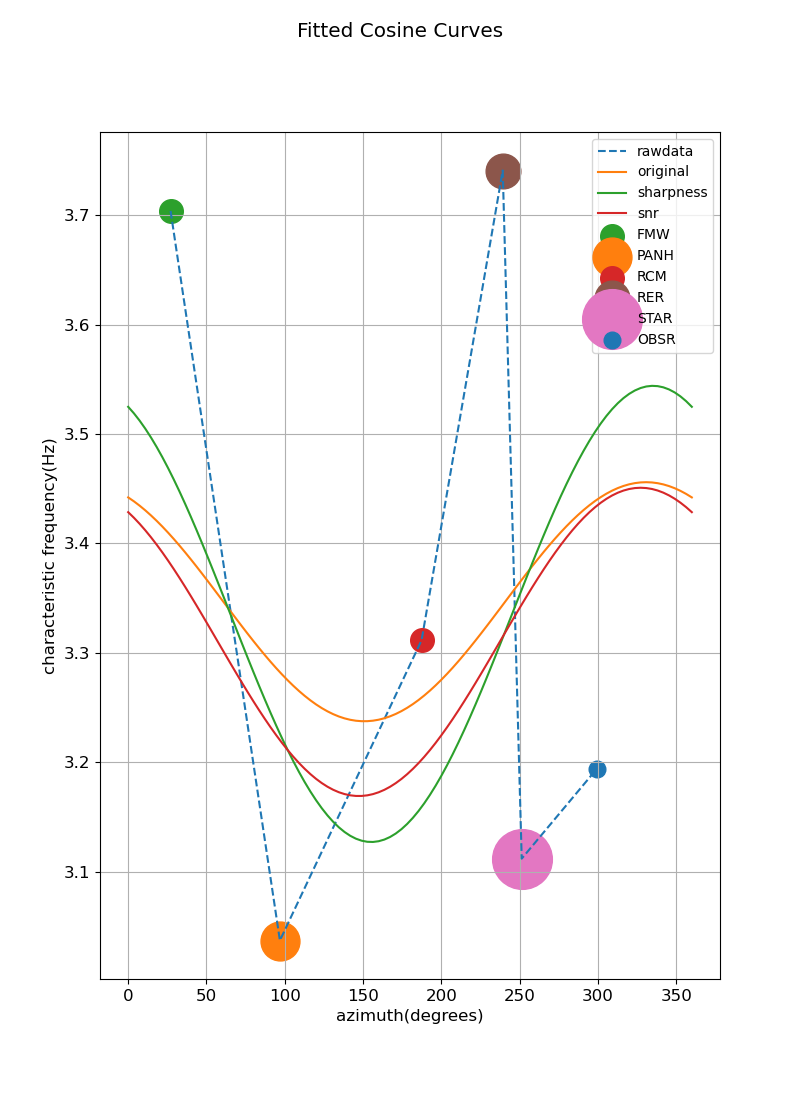 Fitted Cosine Curves
rawdata
original
sharpness
snr
FMW
PANH
RCM
RER
STAR
OBSR
characteristic frequency(Hz)
3.7
3.6
3.5
3.4
3.3
3.2
3.1
0 50 100 150 200 250 300 350
azimuth(degrees)